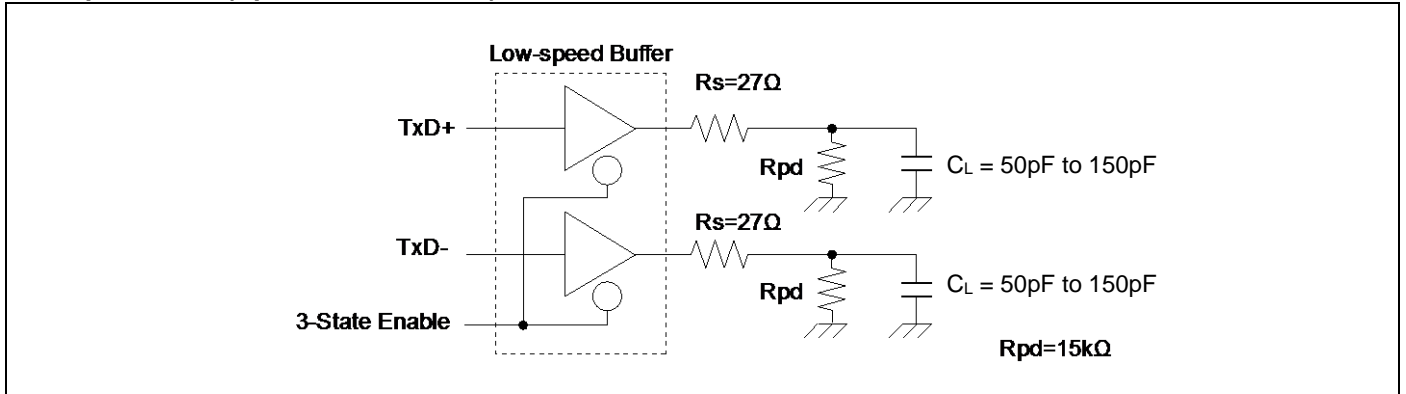 Low-speed Buffer
Rs=27Ω
TxD+
Rpd
CL = 50pF to 150pF
Rs=27Ω
TxD-
Rpd
CL = 50pF to 150pF
3-State Enable
Rpd=15kΩ